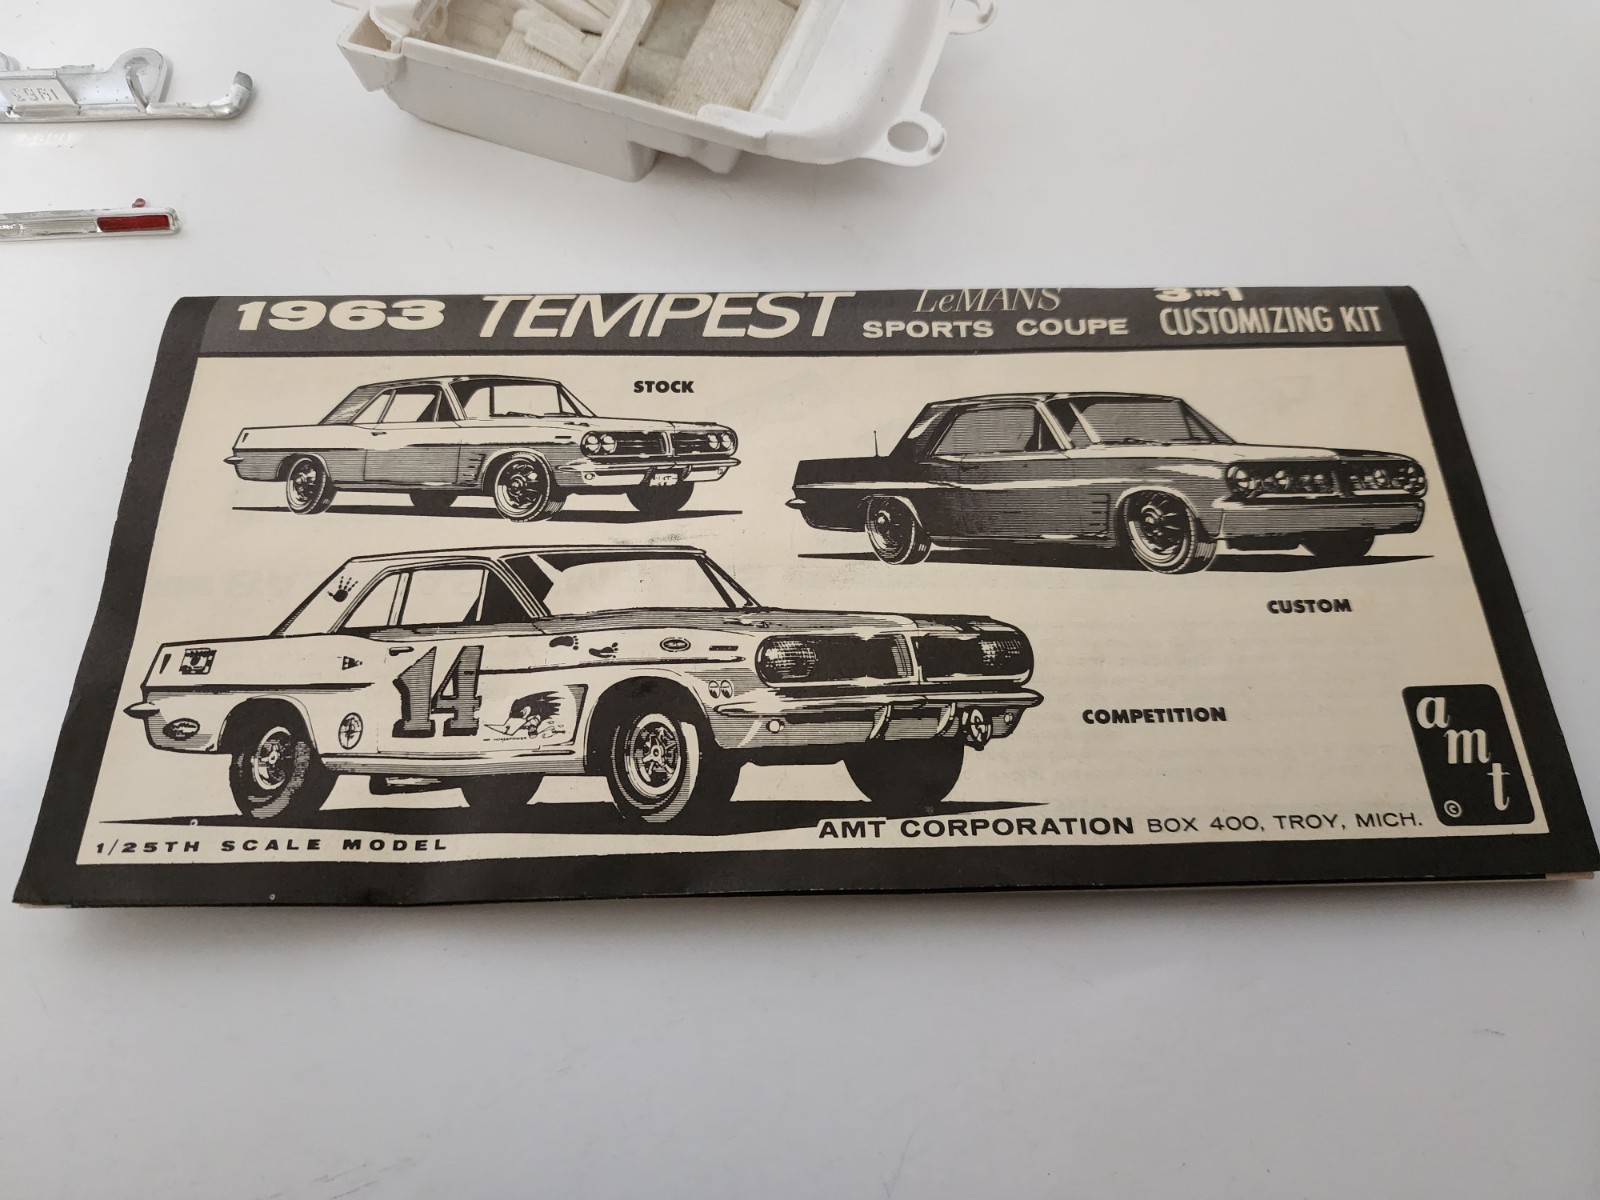 1963
1963 TEMPEST LeMANS SPORTS COUPE 3 IN 1 CUSTOMIZING KIT
STOCK
CUSTOM
14
COMPETITION
amt
©
AMT CORPORATION BOX 400, TROY, MICH.
1/25TH SCALE MODEL